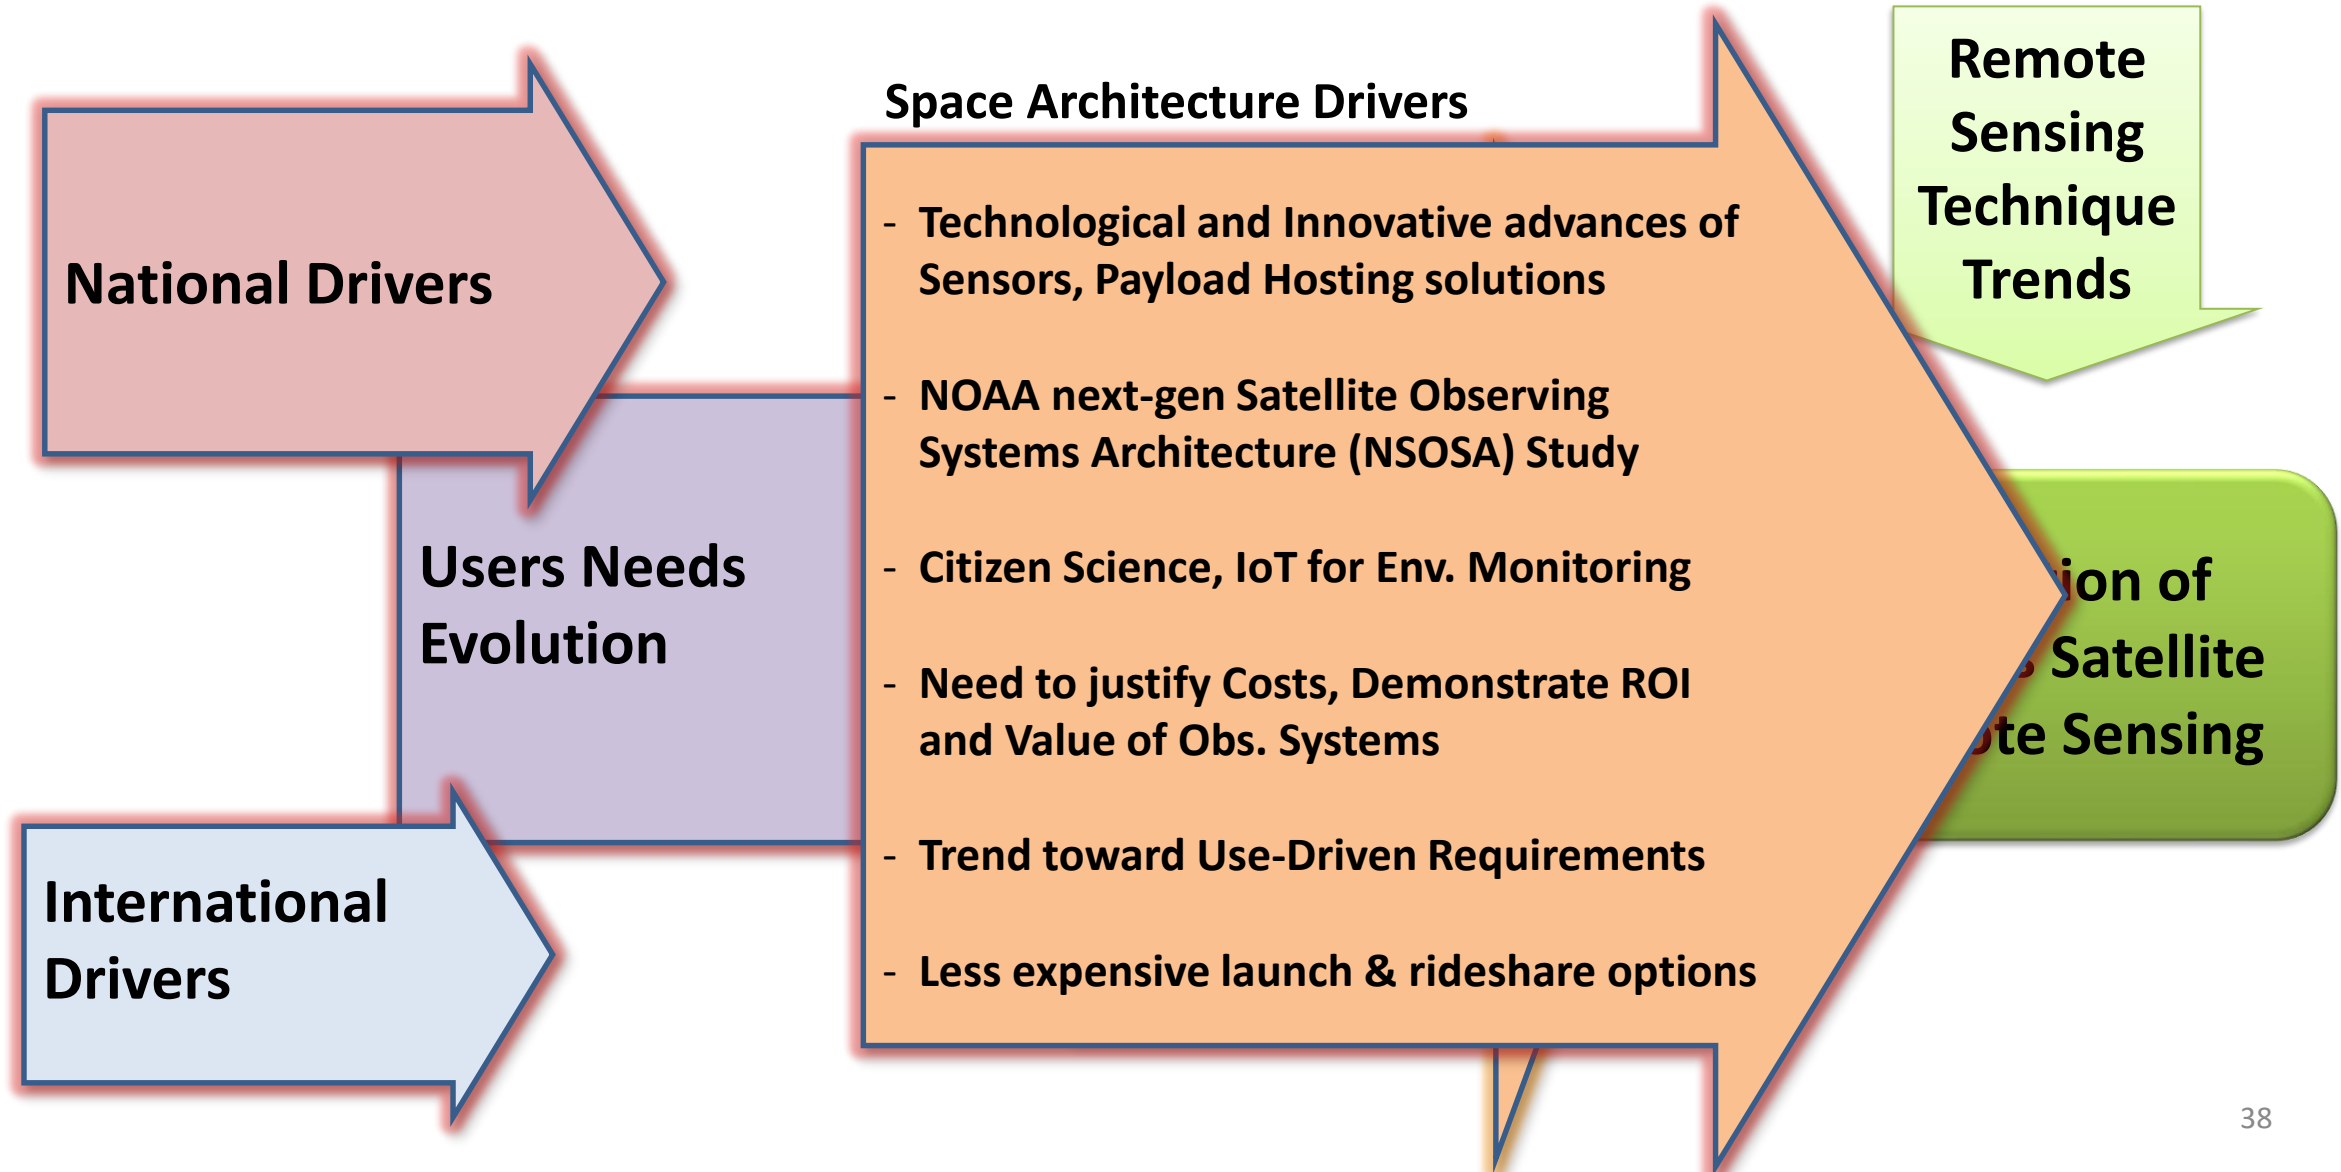 National Drivers
Users Needs
Evolution
International
Drivers
Space Architecture Drivers
- Technological and Innovative advances of
Sensors, Payload Hosting solutions
- NOAA next-gen Satellite Observing
Systems Architecture (NSOSA) Study
- Citizen Science, IoT for Env. Monitoring
- Need to justify Costs, Demonstrate ROI
and Value of Obs. Systems
- Trend toward Use-Driven Requirements
- Less expensive launch & rideshare options
Remote
Sensing
Technique
Trends
of
Satellite
Sensing
38